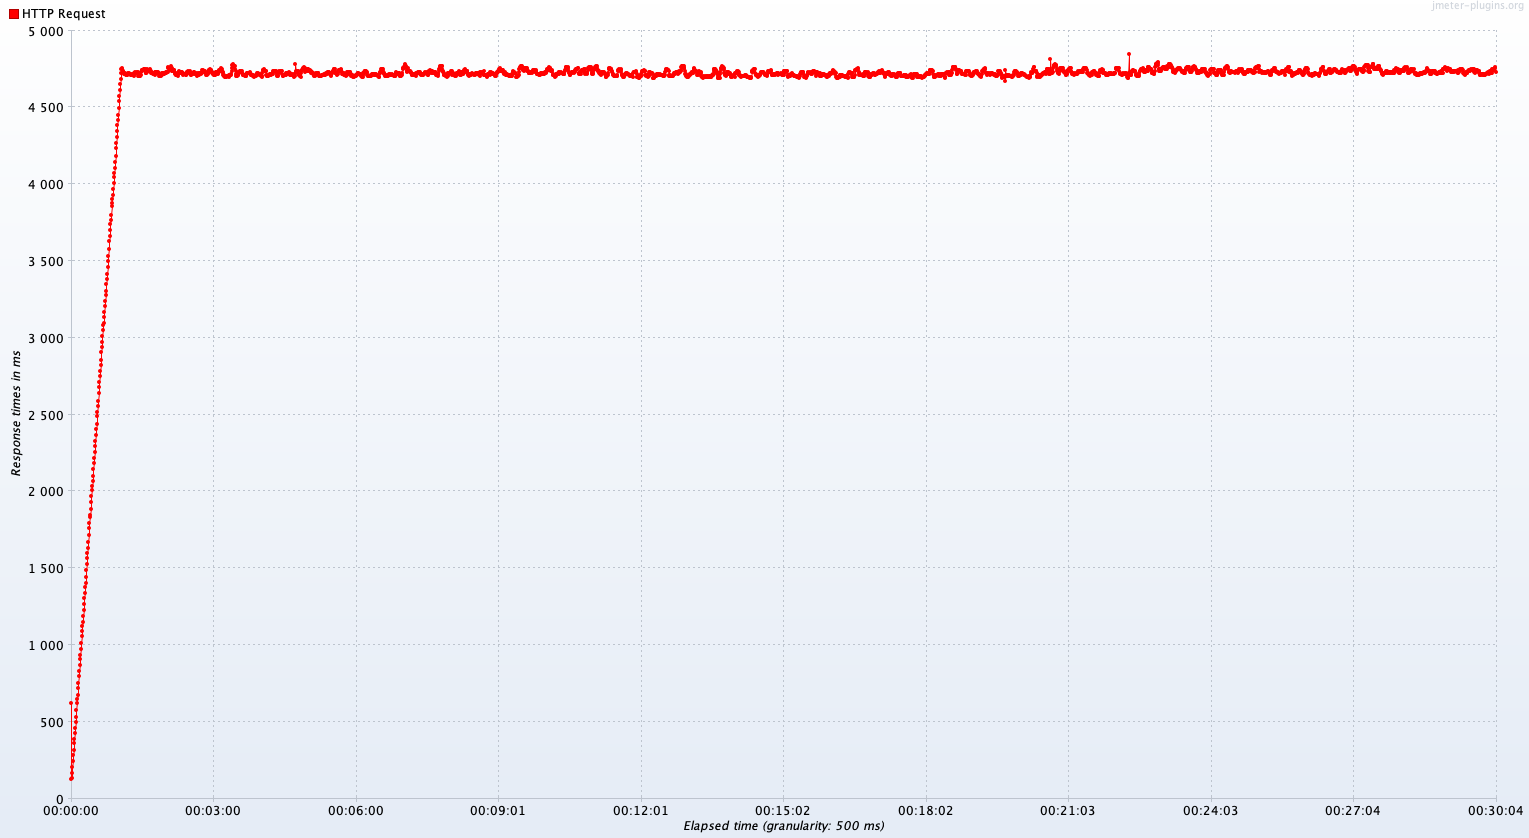 HTTP Request
jmeter-plugins.org
5 000
4 500
4 000
3 500
3 000
2 500
2 000
1 500
1 000
500
0
Response times in ms
00:00:00 00:03:00 00:06:00 00:09:01 00:12:01 00:15:02 00:18:02 00:21:03 00:24:03 00:27:04 00:30:04
Elapsed time (granularity: 500 ms)